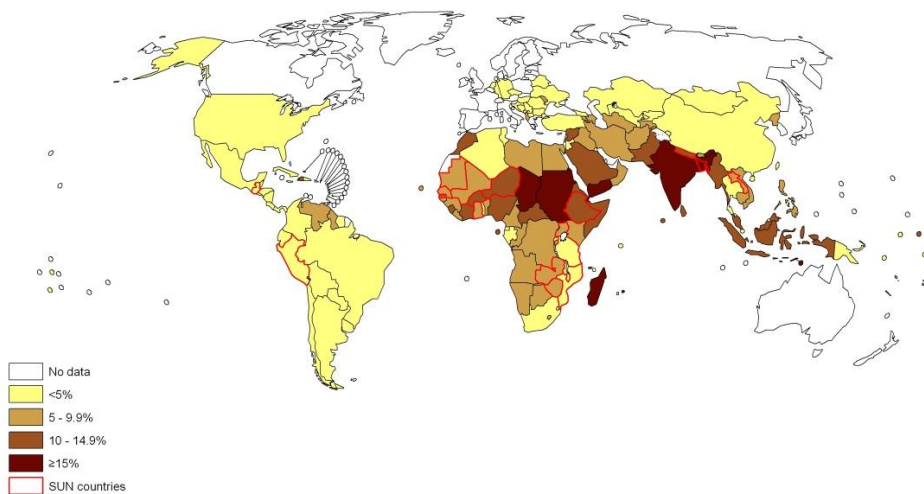 No data
<5%
5 - 9.9%
10 - 14.9%
≥15%
SUN countries